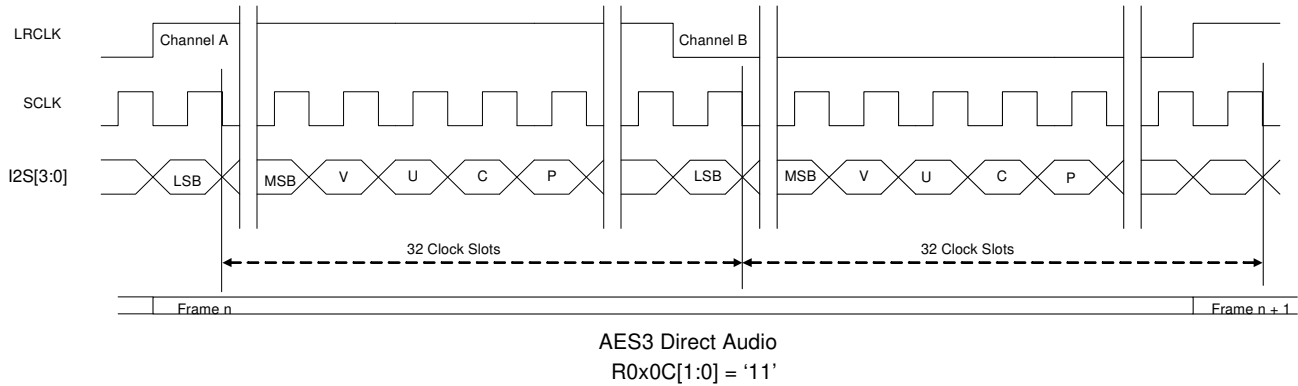 LRCLK
Channel A
Channel B
SCLK
I2S[3:0]
LSB
MSB
V
U
C
P
LSB
MSB
V
U
C
P
32 Clock Slots
32 Clock Slots
Frame n
Frame n + 1
AES3 Direct Audio
R0x0C[1:0] = ‘11’